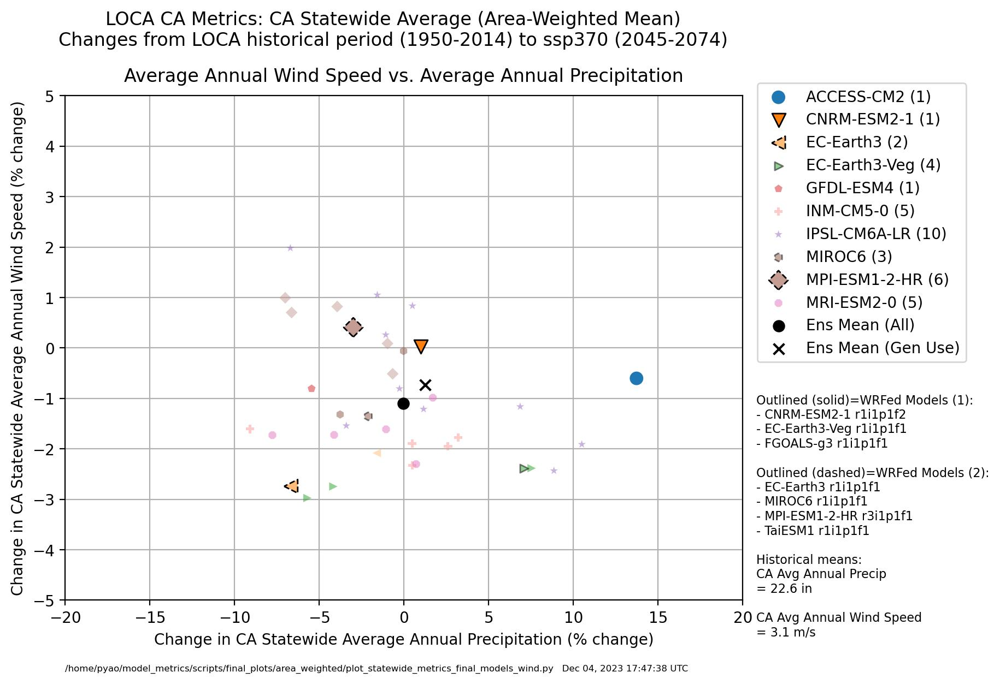 LOCA CA Metrics: CA Statewide Average (Area-Weighted Mean)
Changes from LOCA historical period (1950-2014) to ssp370 (2045-2074)
Average Annual Wind Speed vs. Average Annual Precipitation
Change in CA Statewide Average Annual Wind Speed (% change)
5
4
3
2
1
0
−1
−2
−3
−4
−5
−20
−15
−10
−5
0
5
10
15
20
Change in CA Statewide Average Annual Precipitation (% change)
ACCESS-CM2 (1)
CNRM-ESM2-1 (1)
EC-Earth3 (2)
EC-Earth3-Veg (4)
GFDL-ESM4 (1)
INM-CM5-0 (5)
IPSL-CM6A-LR (10)
MIROC6 (3)
MPI-ESM1-2-HR (6)
MRI-ESM2-0 (5)
Ens Mean (All)
Ens Mean (Gen Use)
Outlined (solid)=WRFed Models (1):
- CNRM-ESM2-1 r1i1p1f2
- EC-Earth3-Veg r1i1p1f1
- FGOALS-g3 r1i1p1f1
Outlined (dashed)=WRFed Models (2):
- EC-Earth3 r1i1p1f1
- MIROC6 r1i1p1f1
- MPI-ESM1-2-HR r3i1p1f1
- TaiESM1 r1i1p1f1
Historical means:
CA Avg Annual Precip
= 22.6 in
CA Avg Annual Wind Speed
= 3.1 m/s
/home/pyao/model_metrics/scripts/final_plots/area_weighted/plot_statewide_metrics_final_models_wind.py   Dec 04, 2023 17:47:38 UTC